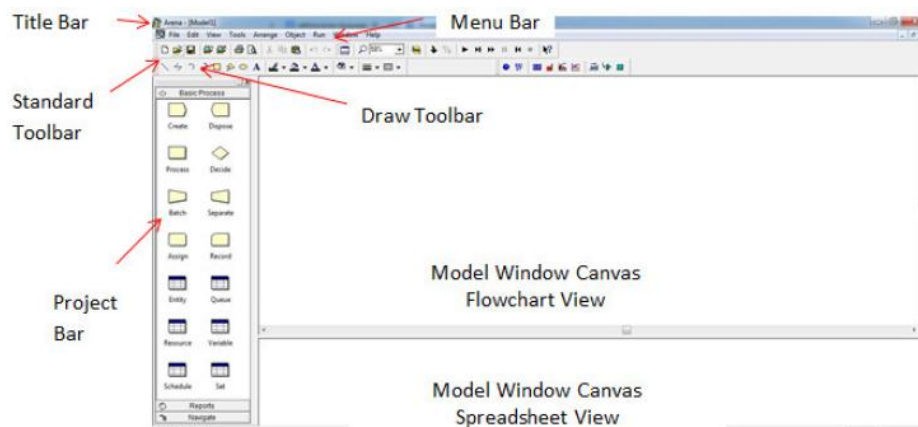 Title Bar
Arena - [Model1]
Menu Bar
File Edit View Tools Arrange Object Run Window Help
58%
Standard
Toolbar
Draw Toolbar
Basic Process
Create Dispose
Process Decide
Batch Separate
Assign Record
Entity Queue
Resource Variable
Schedule Set
Reports
Navigate
Project
Bar
Model Window Canvas
Flowchart View
Model Window Canvas
Spreadsheet View